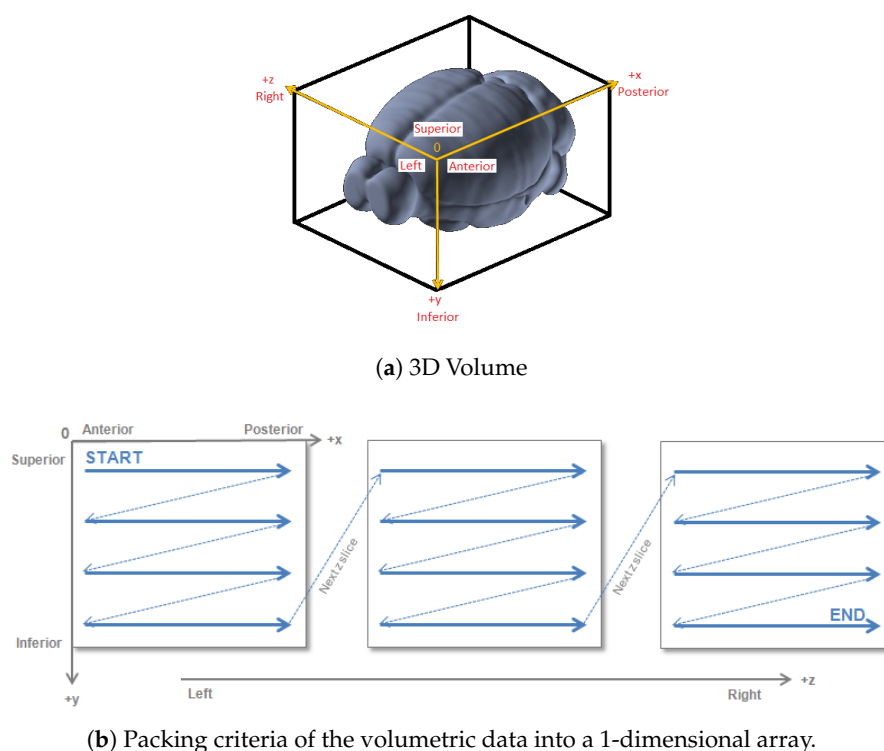 +z
Right
+x
Posterior
Superior
0
Left
Anterior
+y
Inferior
(a) 3D Volume
0
Anterior
Posterior
+x
Superior
START
Next z slice
Next z slice
END
Inferior
+y
Left
Right
+z
(b) Packing criteria of the volumetric data into a 1-dimensional array.